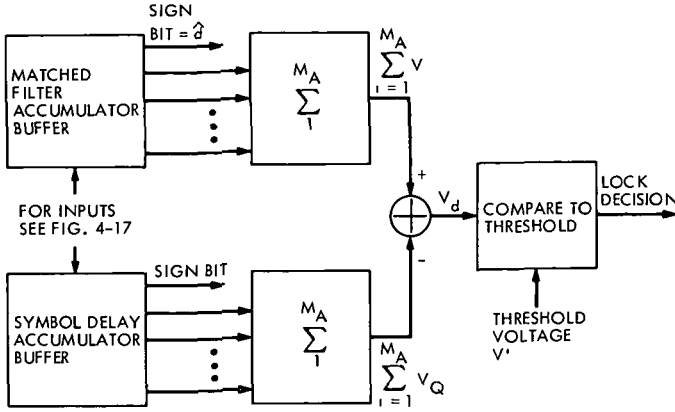 SIGN
BIT = d̂
MATCHED
FILTER
ACCUMULATOR
BUFFER
M_A
∑
1
M_A
∑ V
i = 1
+
FOR INPUTS
SEE FIG. 4-17
V_d
COMPARE TO
THRESHOLD
LOCK
DECISION
-
SIGN BIT
SYMBOL DELAY
ACCUMULATOR
BUFFER
M_A
∑
1
M_A
∑ V_Q
i = 1
THRESHOLD
VOLTAGE
V'